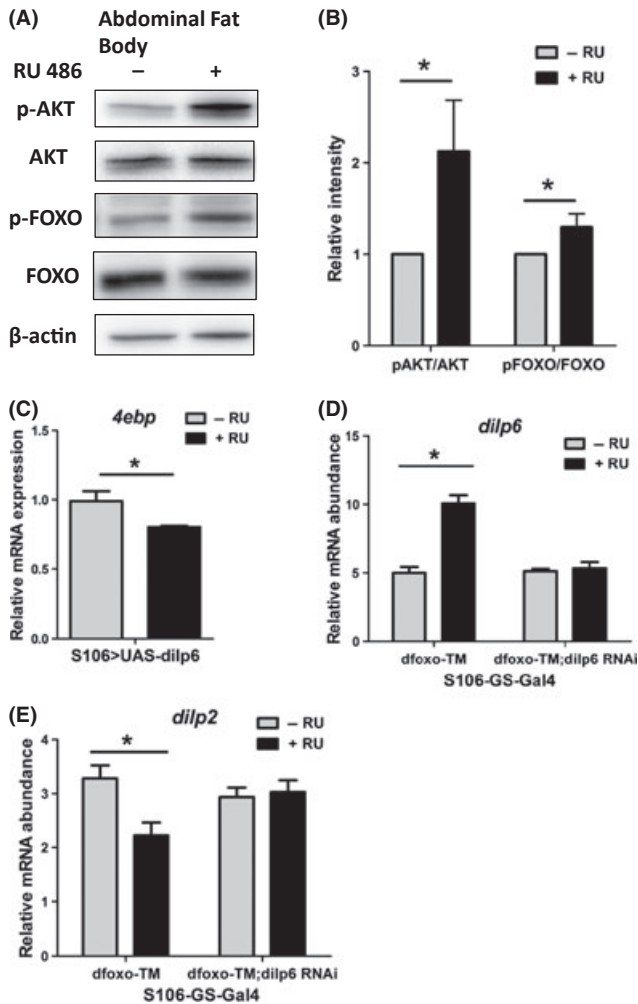 (A)
Abdominal Fat
Body
RU 486
–
+
p-AKT
AKT
p-FOXO
FOXO
β-actin
(B)
– RU
+ RU
Relative intensity
3
2
1
0
*
*
pAKT/AKT
pFOXO/FOXO
(C)
4ebp
– RU
+ RU
Relative mRNA expression
1.5
1.0
0.5
0.0
*
S106>UAS-dilp6
(D)
dilp6
– RU
+ RU
Relative mRNA abundance
15
10
5
0
*
dfoxo-TM
dfoxo-TM;dilp6 RNAi
S106-GS-Gal4
(E)
dilp2
– RU
+ RU
Relative mRNA abundance
4
3
2
1
0
*
dfoxo-TM
dfoxo-TM;dilp6 RNAi
S106-GS-Gal4